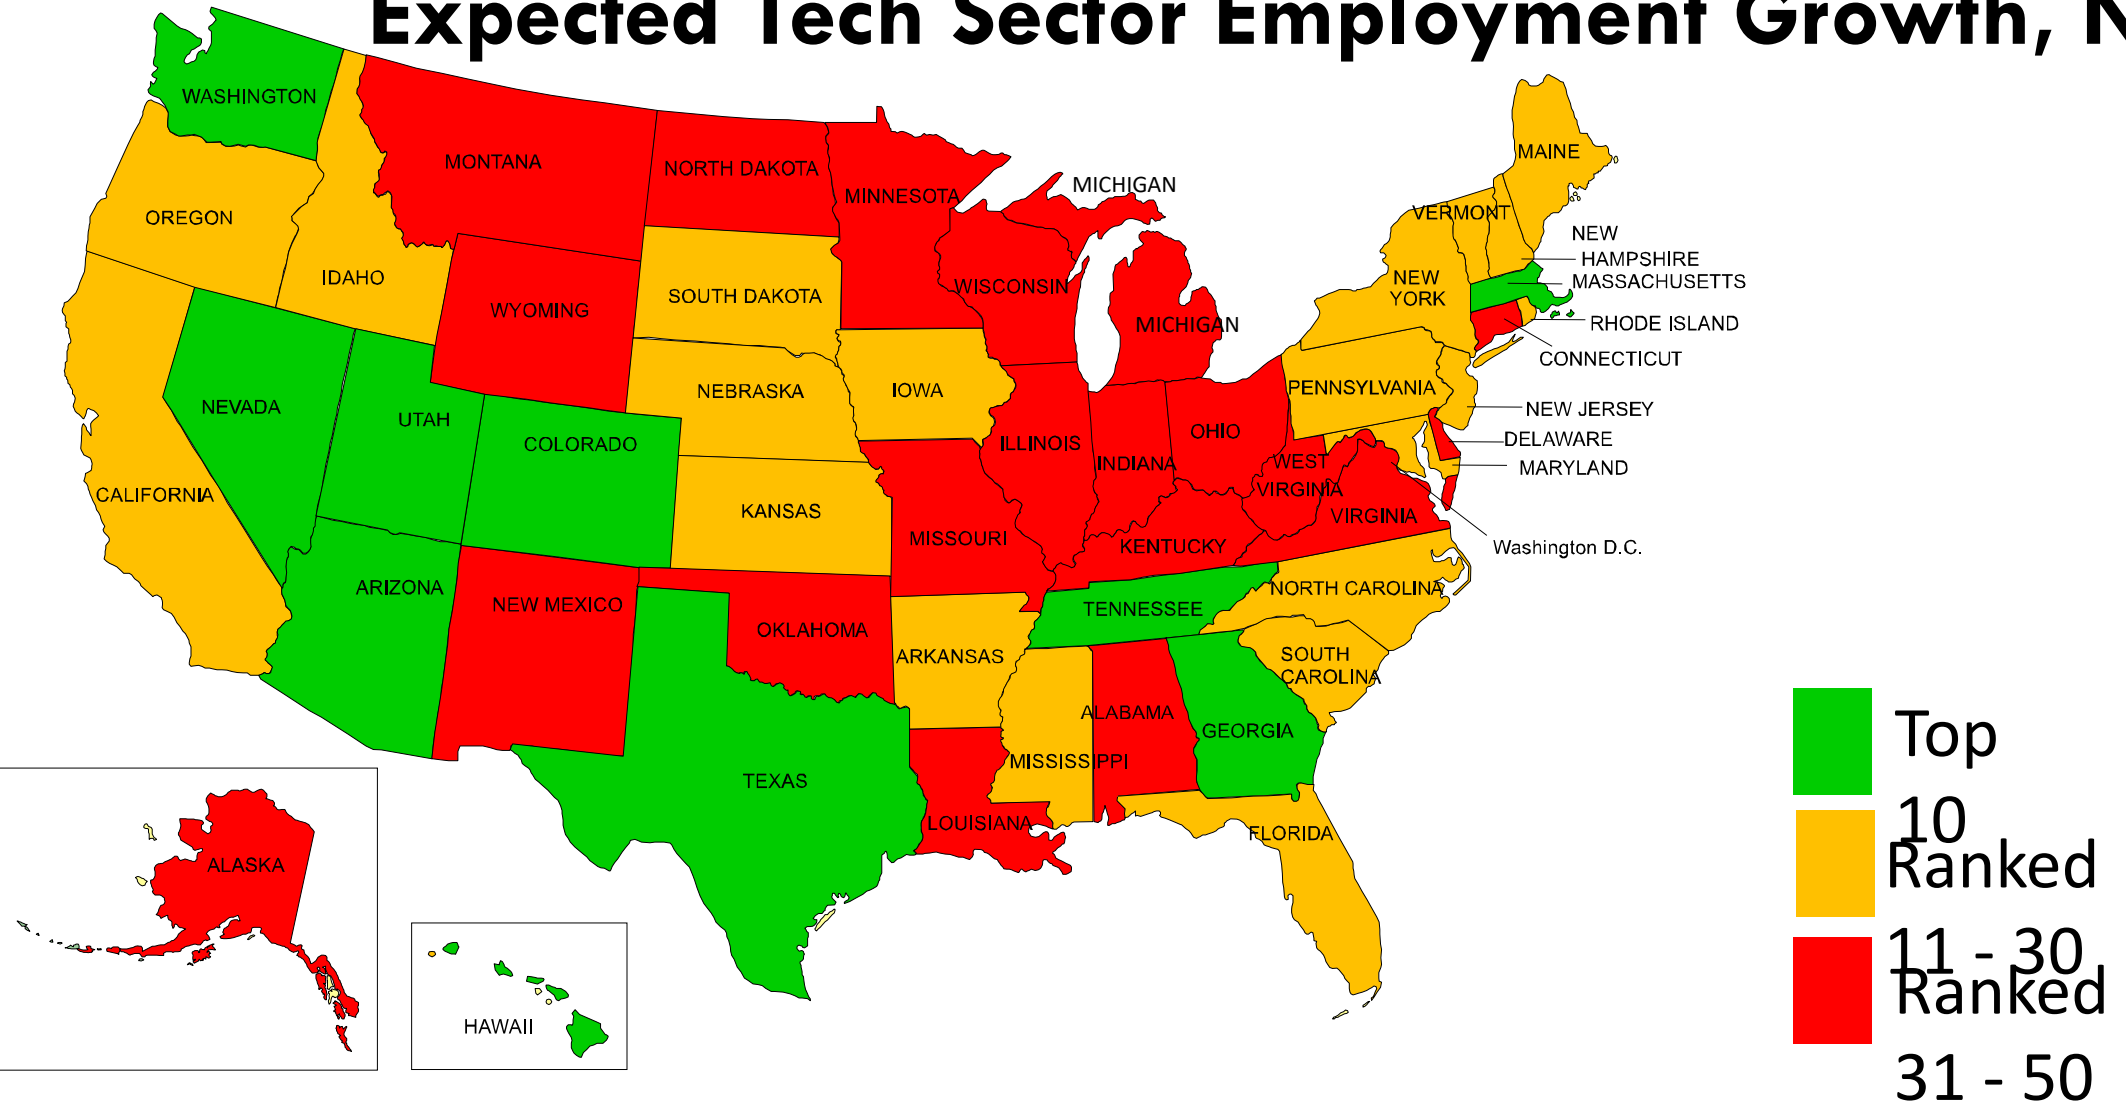 Expected Tech Sector Employment Growth, N
WASHINGTON
MONTANA
NORTH DAKOTA
MINNESOTA
MICHIGAN
MAINE
OREGON
IDAHO
WYOMING
SOUTH DAKOTA
WISCONSIN
MICHIGAN
VERMONT
NEW
HAMPSHIRE
MASSACHUSETTS
NEW
YORK
RHODE ISLAND
CONNECTICUT
NEVADA
UTAH
COLORADO
NEBRASKA
IOWA
ILLINOIS
INDIANA
OHIO
PENNSYLVANIA
NEW JERSEY
DELAWARE
MARYLAND
CALIFORNIA
KANSAS
MISSOURI
KENTUCKY
WEST
VIRGINIA
VIRGINIA
Washington D.C.
ARIZONA
NEW MEXICO
OKLAHOMA
ARKANSAS
TENNESSEE
NORTH CAROLINA
SOUTH
CAROLINA
TEXAS
LOUISIANA
MISSISSIPPI
ALABAMA
GEORGIA
FLORIDA
ALASKA
HAWAII
Top
10
Ranked
11 - 30
Ranked
31 - 50